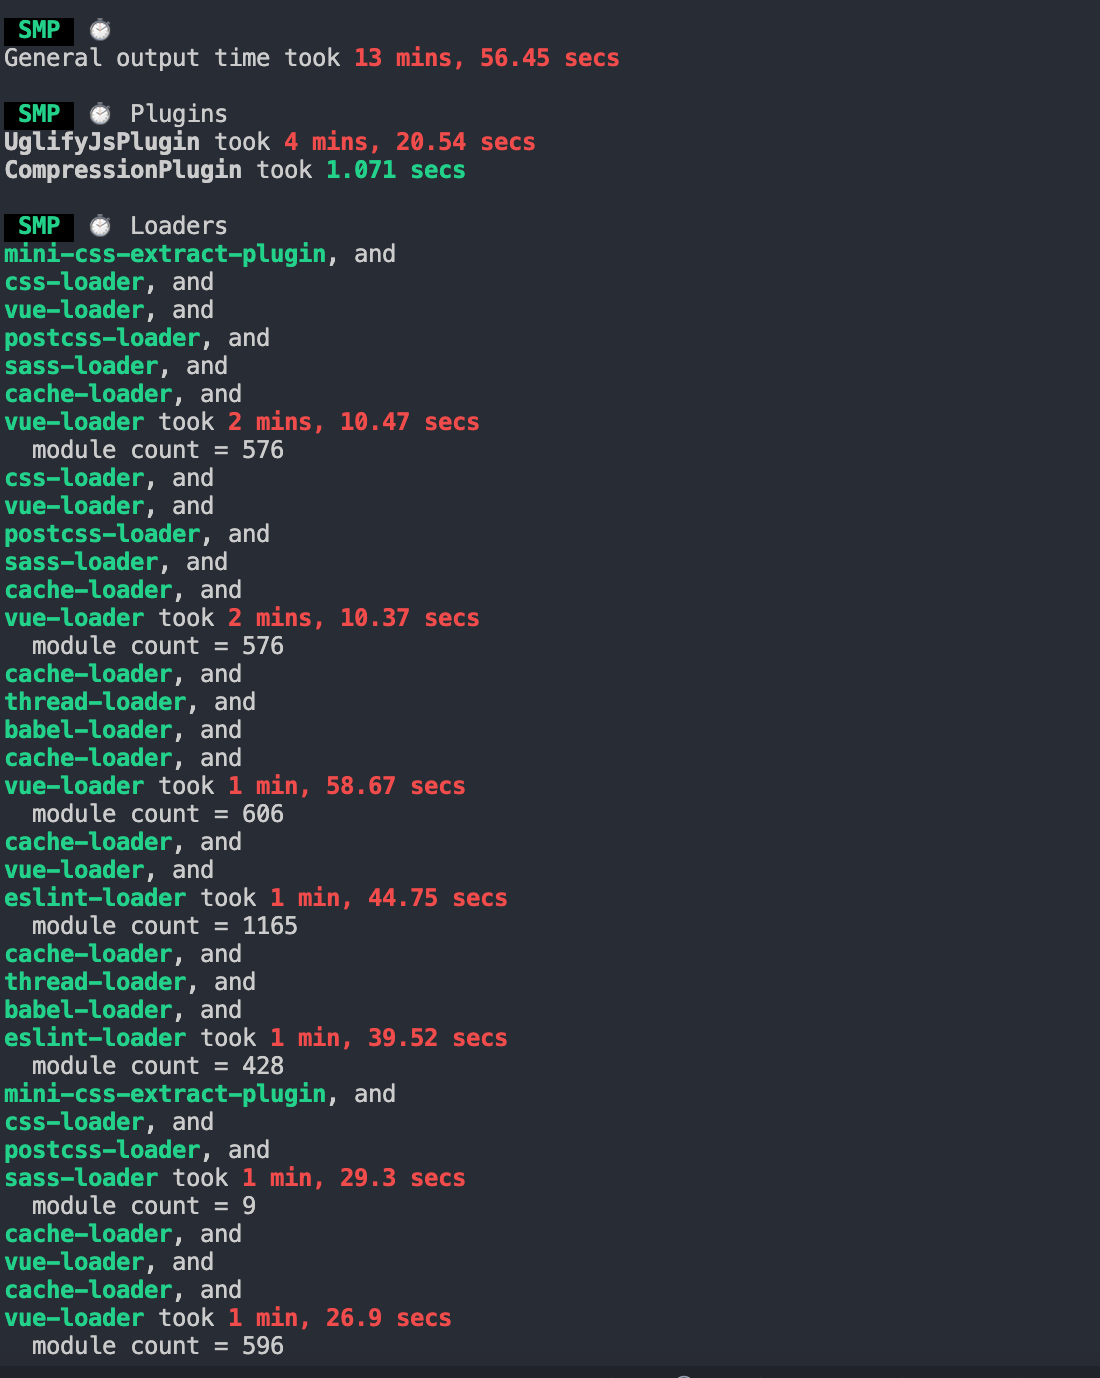 SMP ⏱
General output time took 13 mins, 56.45 secs
SMP ⏱ Plugins
UglifyJsPlugin took 4 mins, 20.54 secs
CompressionPlugin took 1.071 secs
SMP ⏱ Loaders
mini-css-extract-plugin, and
css-loader, and
vue-loader, and
postcss-loader, and
sass-loader, and
cache-loader, and
vue-loader took 2 mins, 10.47 secs
  module count = 576
css-loader, and
vue-loader, and
postcss-loader, and
sass-loader, and
cache-loader, and
vue-loader took 2 mins, 10.37 secs
  module count = 576
cache-loader, and
thread-loader, and
babel-loader, and
cache-loader, and
vue-loader took 1 min, 58.67 secs
  module count = 606
cache-loader, and
vue-loader, and
eslint-loader took 1 min, 44.75 secs
  module count = 1165
cache-loader, and
thread-loader, and
babel-loader, and
eslint-loader took 1 min, 39.52 secs
  module count = 428
mini-css-extract-plugin, and
css-loader, and
postcss-loader, and
sass-loader took 1 min, 29.3 secs
  module count = 9
cache-loader, and
vue-loader, and
cache-loader, and
vue-loader took 1 min, 26.9 secs
  module count = 596